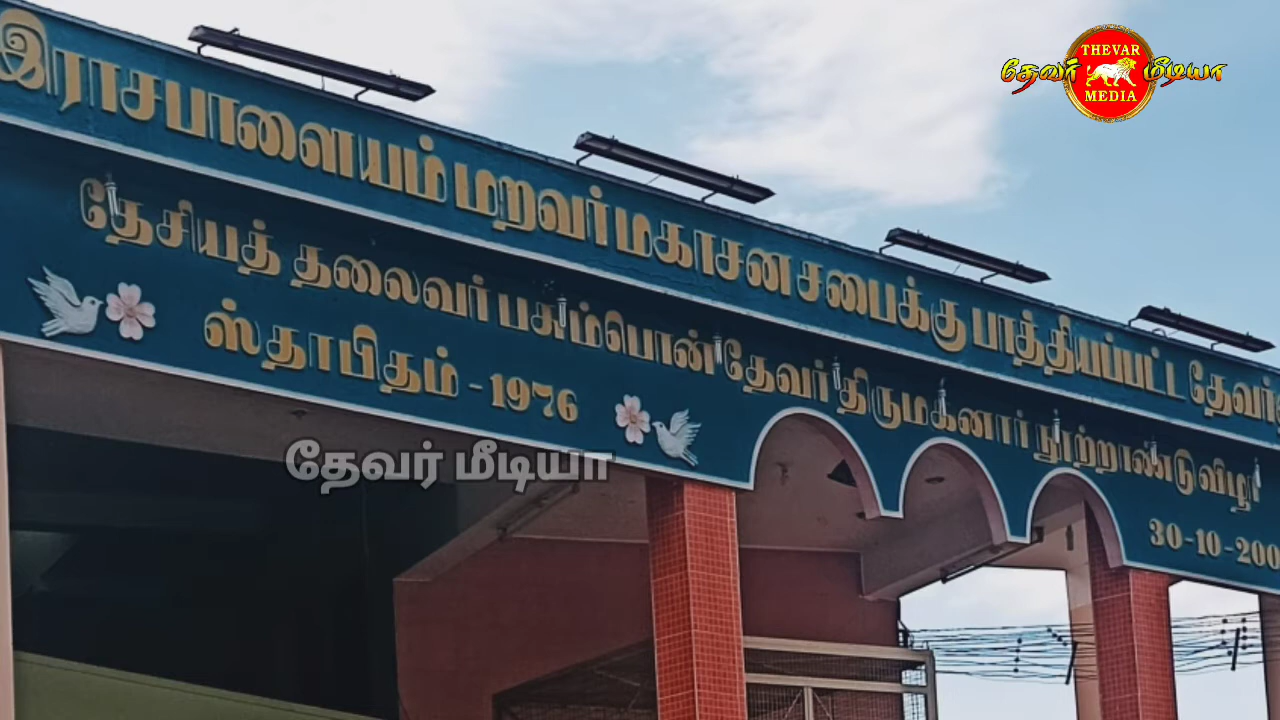 தேவர் THEVAR MEDIA மீடியா
இராசபாளையம் மறவர் மகாசன சபைக்கு பாத்தியப்பட்ட தேவர்
தேசியத் தலைவர் பசும்பொன் தேவர் திருமகனார் நூற்றாண்டு விழா
ஸ்தாபிதம் - 1976
30-10-200
தேவர் மீடியா